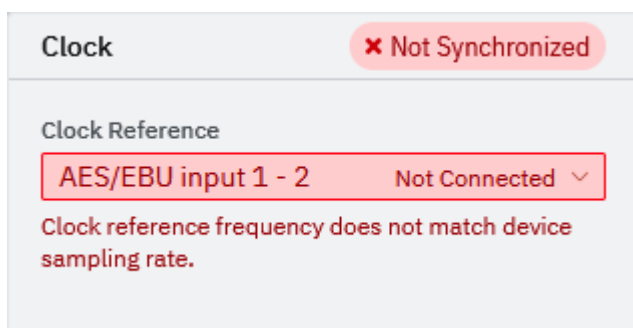 Clock
× Not Synchronized
Clock Reference
AES/EBU input 1 - 2 Not Connected
Clock reference frequency does not match device
sampling rate.